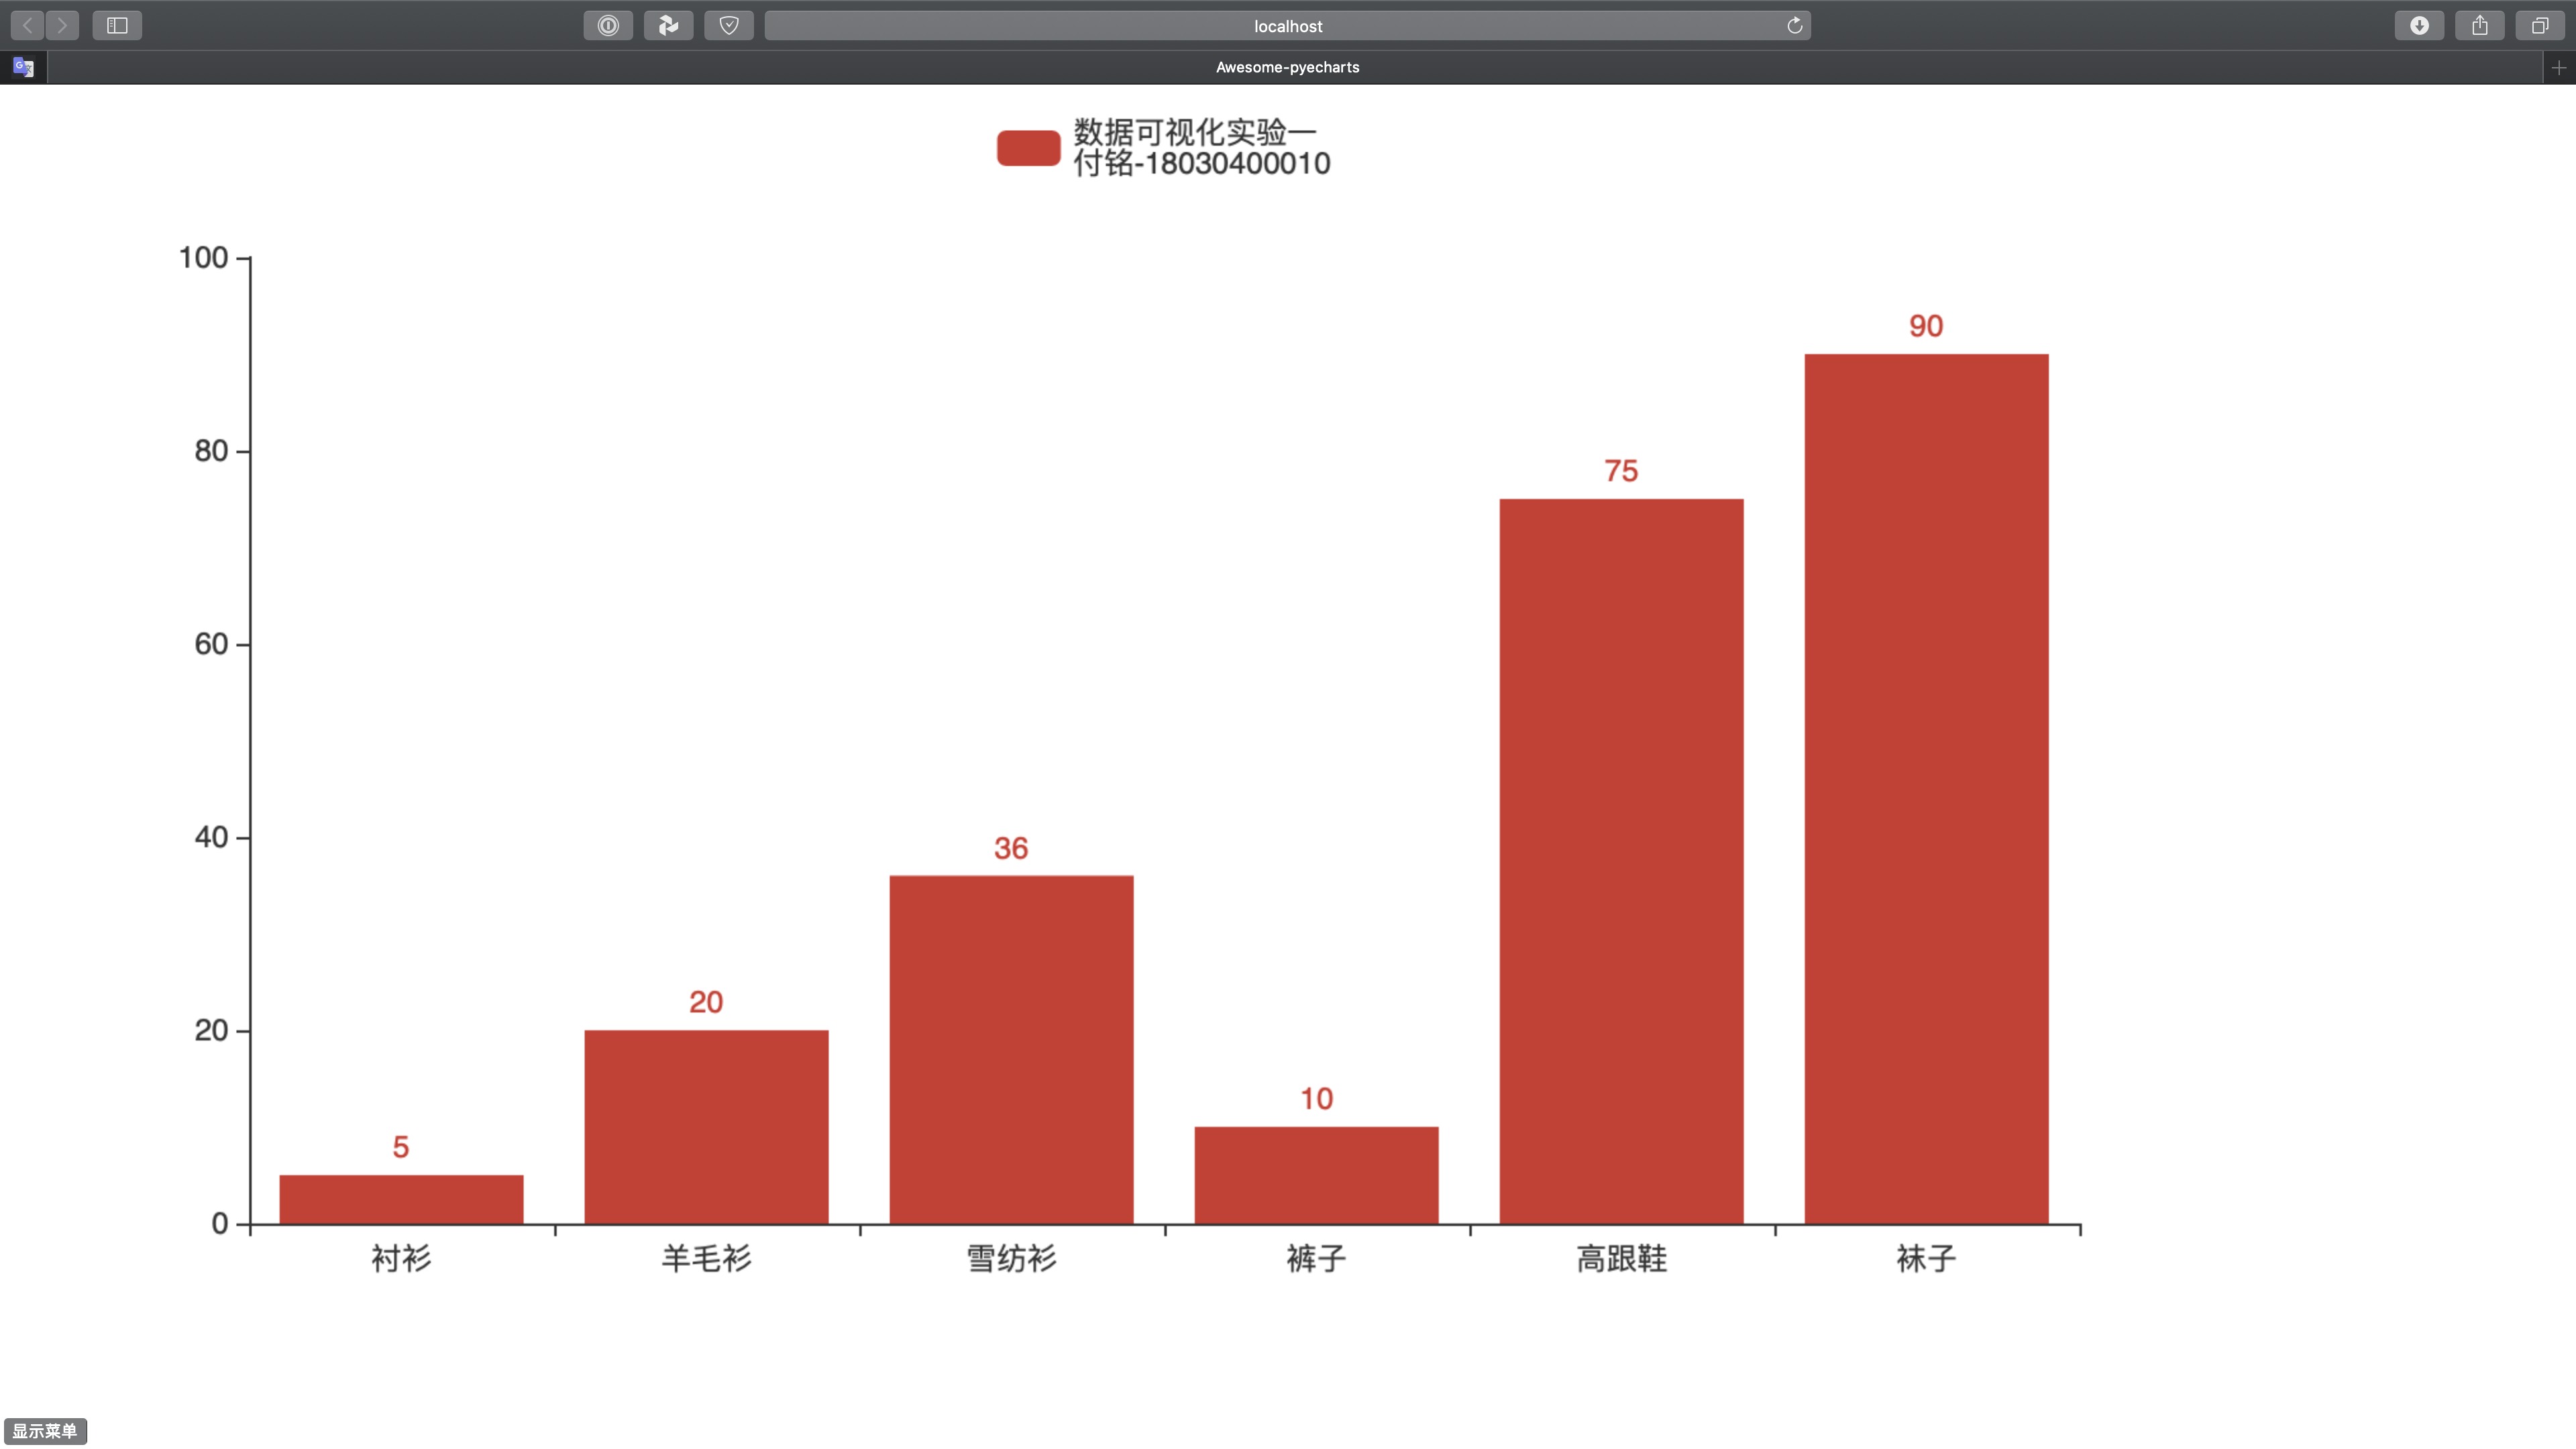 localhost
Awesome-pyecharts
数据可视化实验一
付铭-18030400010
100
80
60
40
20
0
5
20
36
10
75
90
衬衫
羊毛衫
雪纺衫
裤子
高跟鞋
袜子
显示菜单